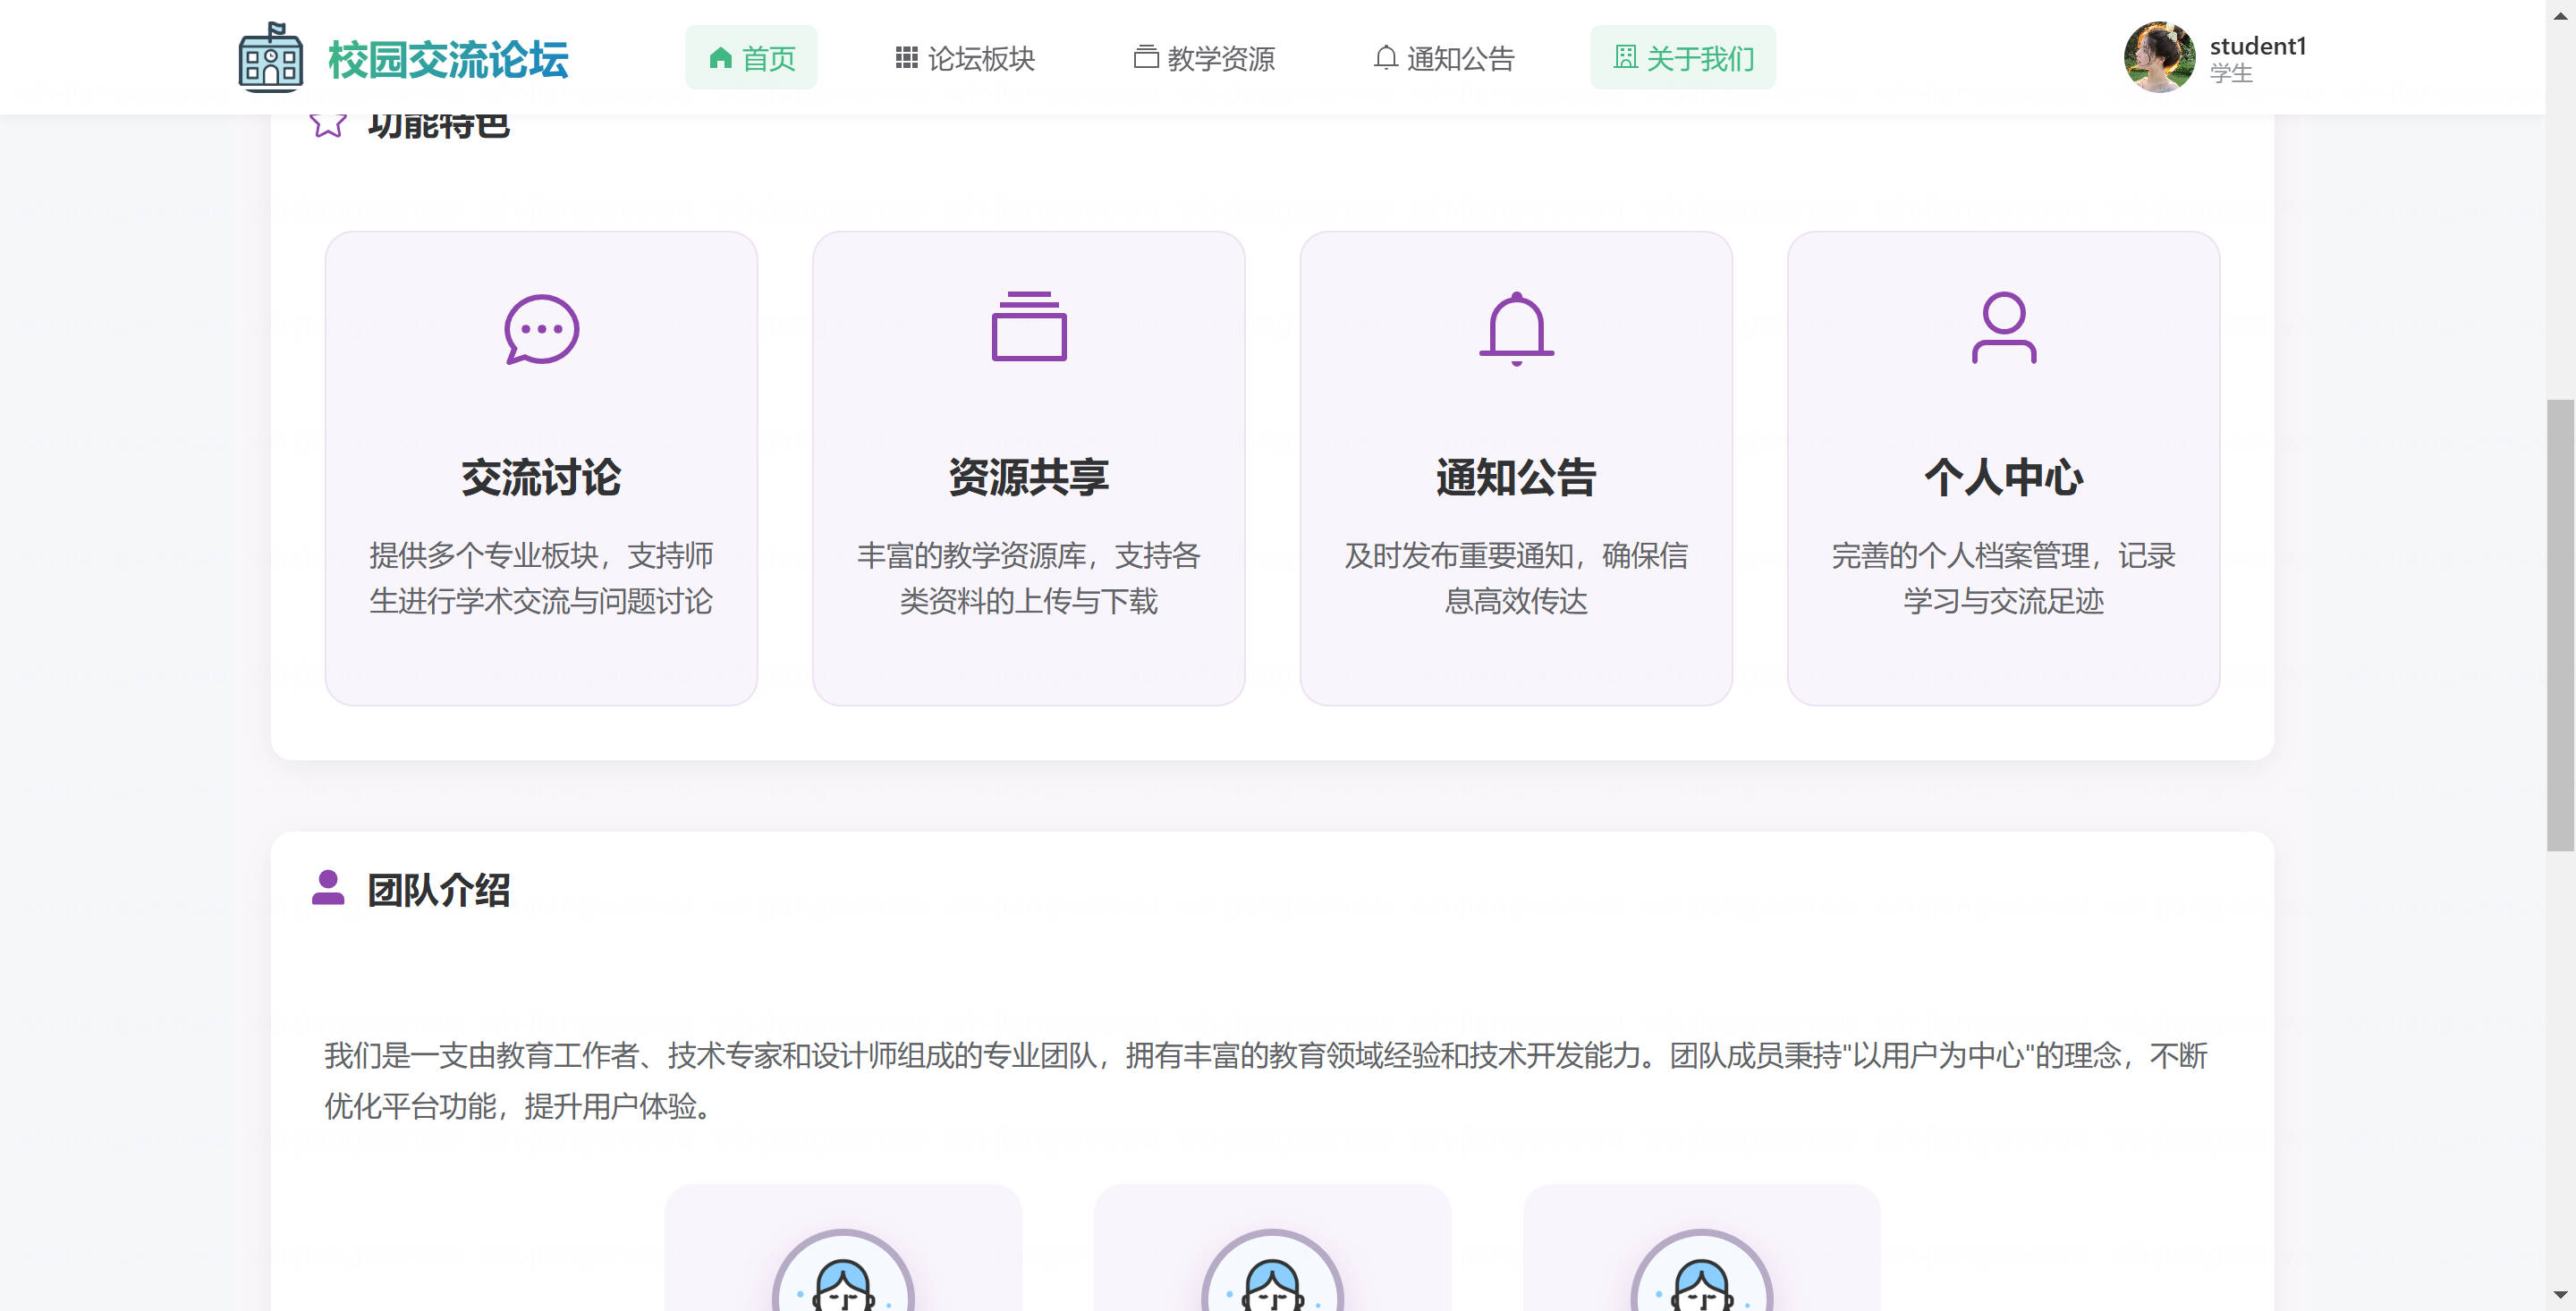 校园交流论坛
首页
论坛板块
教学资源
通知公告
关于我们
student1
学生
功能特色
交流讨论
提供多个专业板块，支持师
生进行学术交流与问题讨论
资源共享
丰富的教学资源库，支持各
类资料的上传与下载
通知公告
及时发布重要通知，确保信
息高效传达
个人中心
完善的个人档案管理，记录
学习与交流足迹
团队介绍
我们是一支由教育工作者、技术专家和设计师组成的专业团队，拥有丰富的教育领域经验和技术开发能力。团队成员秉持"以用户为中心"的理念，不断
优化平台功能，提升用户体验。